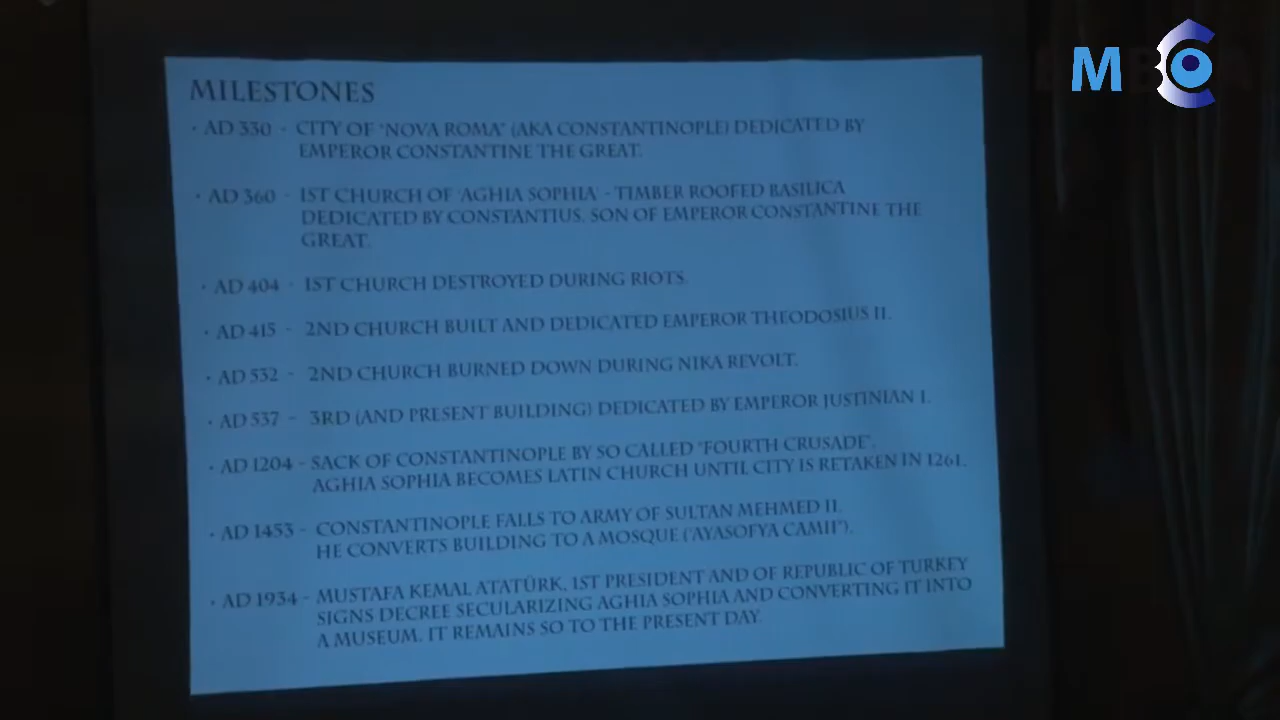 MILESTONES
• AD 330 - CITY OF "NOVA ROMA" (AKA CONSTANTINOPLE) DEDICATED BY
EMPEROR CONSTANTINE THE GREAT.
• AD 360 - 1ST CHURCH OF 'AGHIA SOPHIA' - TIMBER ROOFED BASILICA
DEDICATED BY CONSTANTIUS, SON OF EMPEROR CONSTANTINE THE
GREAT.
• AD 404 - 1ST CHURCH DESTROYED DURING RIOTS.
• AD 415 - 2ND CHURCH BUILT AND DEDICATED EMPEROR THEODOSIUS II.
• AD 532 - 2ND CHURCH BURNED DOWN DURING NIKA REVOLT.
• AD 537 - 3RD (AND PRESENT BUILDING) DEDICATED BY EMPEROR JUSTINIAN I.
• AD 1204 - SACK OF CONSTANTINOPLE BY SO CALLED "FOURTH CRUSADE".
AGHIA SOPHIA BECOMES LATIN CHURCH UNTIL CITY IS RETAKEN IN 1261.
• AD 1453 - CONSTANTINOPLE FALLS TO ARMY OF SULTAN MEHMED II.
HE CONVERTS BUILDING TO A MOSQUE ("AYASOFYA CAMII").
• AD 1934 - MUSTAFA KEMAL ATATÜRK, 1ST PRESIDENT AND OF REPUBLIC OF TURKEY
SIGNS DECREE SECULARIZING AGHIA SOPHIA AND CONVERTING IT INTO
A MUSEUM. IT REMAINS SO TO THE PRESENT DAY.